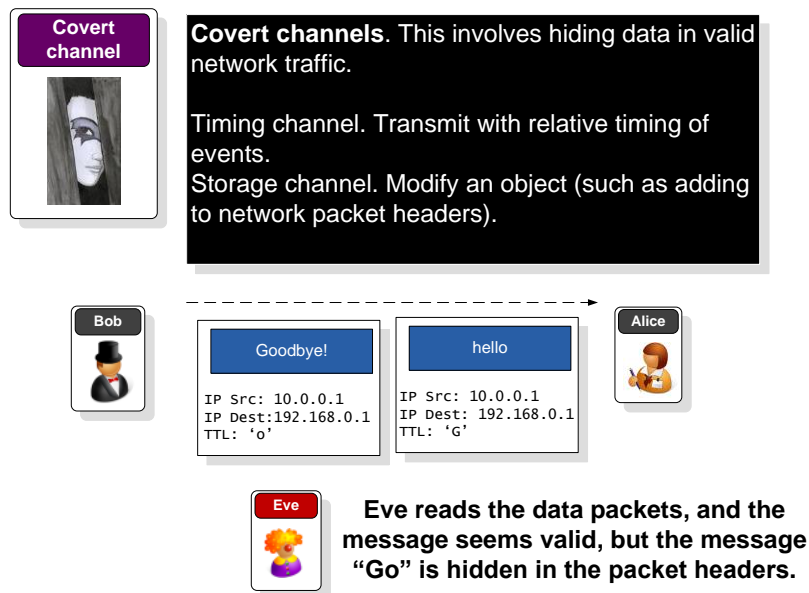 Covert
channel
Covert channels. This involves hiding data in valid
network traffic.
Timing channel. Transmit with relative timing of
events.
Storage channel. Modify an object (such as adding
to network packet headers).
Bob
Goodbye!
IP Src: 10.0.0.1
IP Dest:192.168.0.1
TTL: ‘o’
hello
IP Src: 10.0.0.1
IP Dest: 192.168.0.1
TTL: ‘G’
Alice
Eve
Eve reads the data packets, and the
message seems valid, but the message
“Go” is hidden in the packet headers.